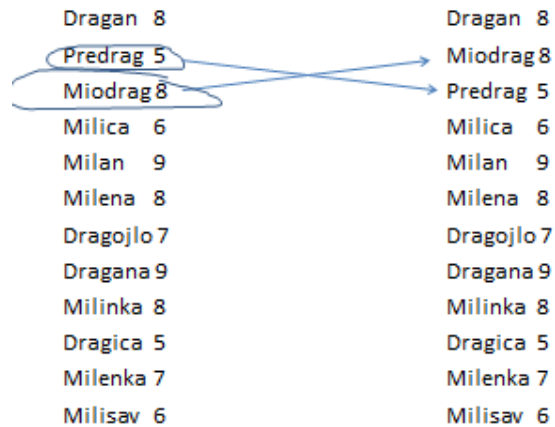 Dragan 8
Predrag 5
Miodrag 8
Milica 6
Milan 9
Milena 8
Dragojlo 7
Dragana 9
Milinka 8
Dragica 5
Milenka 7
Milisav 6
Dragan 8
Miodrag 8
Predrag 5
Milica 6
Milan 9
Milena 8
Dragojlo 7
Dragana 9
Milinka 8
Dragica 5
Milenka 7
Milisav 6